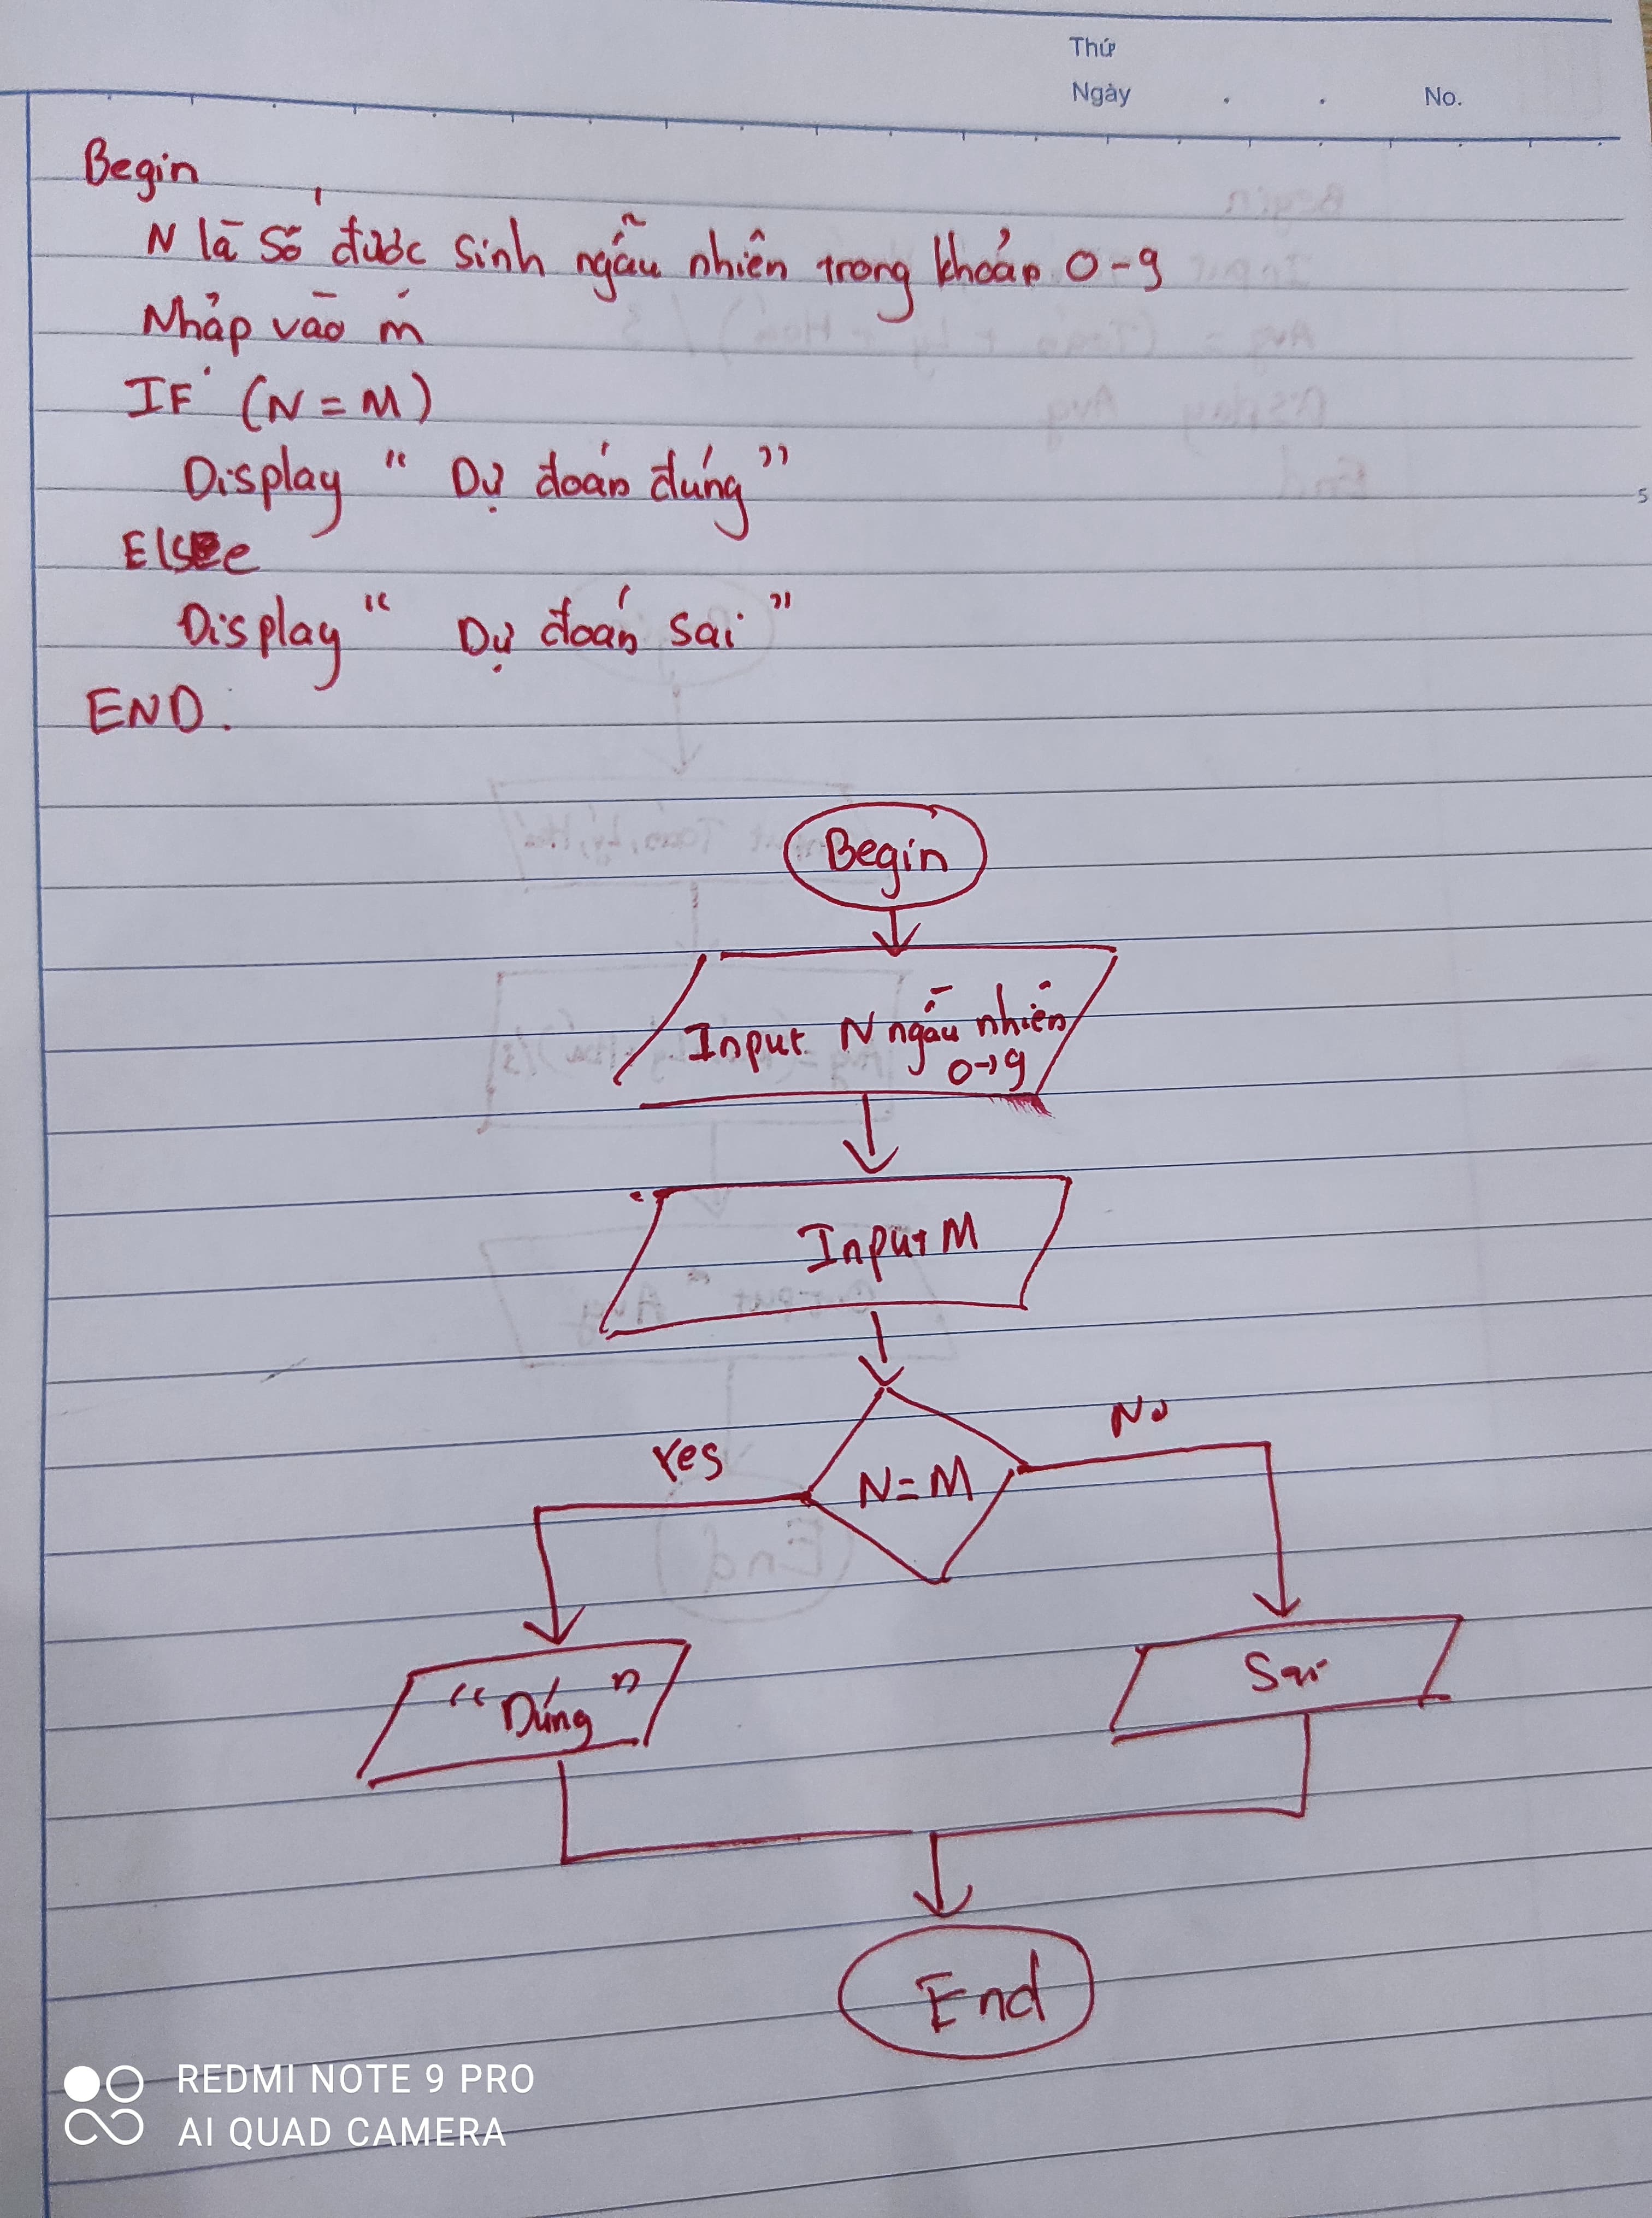 Thứ
Ngày . . No.
Begin
N là số được sinh ngẫu nhiên trong khoản 0-9
Nhập vào m
IF (N = M)
Display " Dự đoán đúng "
Else
Display " Dự đoán sai "
END.
5
Begin
Input N ngẫu nhiên
0→9
Input M
Yes
N=M
No
"Đúng"
Sai
End
REDMI NOTE 9 PRO
AI QUAD CAMERA